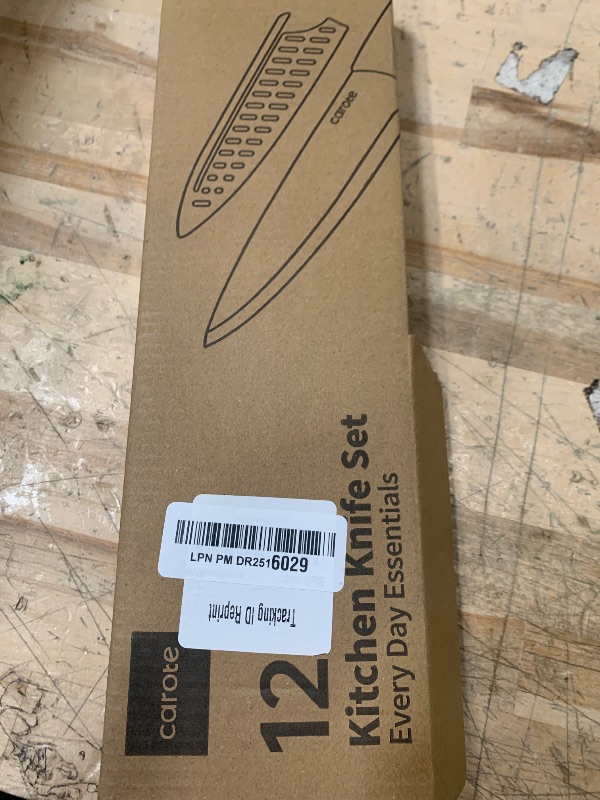 carote
carote
12
Kitchen Knife Set
Every Day Essentials
LPN PM DR2516029
Tracking ID Reprint